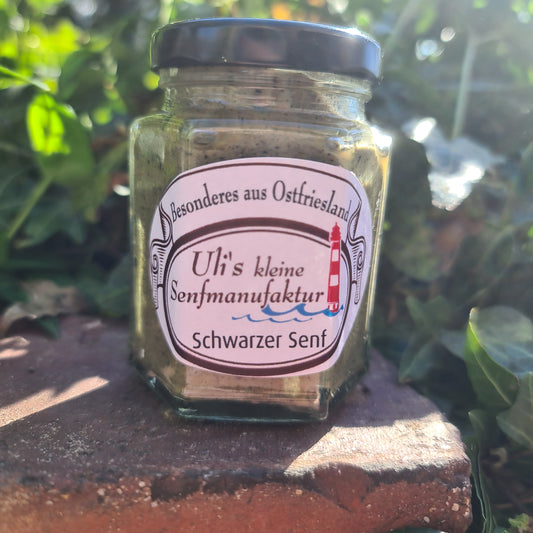 Besonderes aus Ostfriesland
Uli's kleine
Senfmanufaktur
Schwarzer Senf